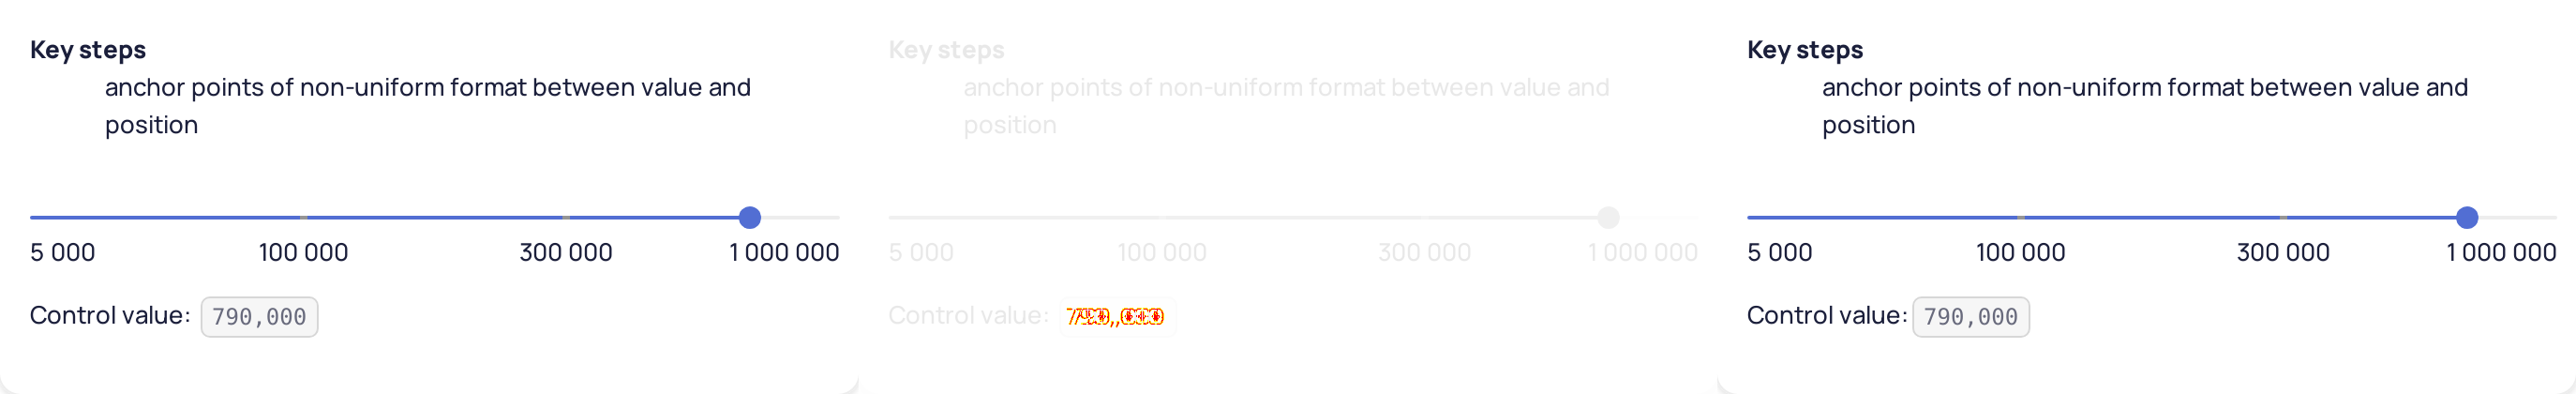 Key steps
anchor points of non-uniform format between value and
position
5 000 100 000 300 000 1 000 000
Control value: 790,000
Key steps
anchor points of non-uniform format between value and
position
5 000 100 000 300 000 1 000 000
Control value:
Key steps
anchor points of non-uniform format between value and
position
5 000 100 000 300 000 1 000 000
Control value: 790,000